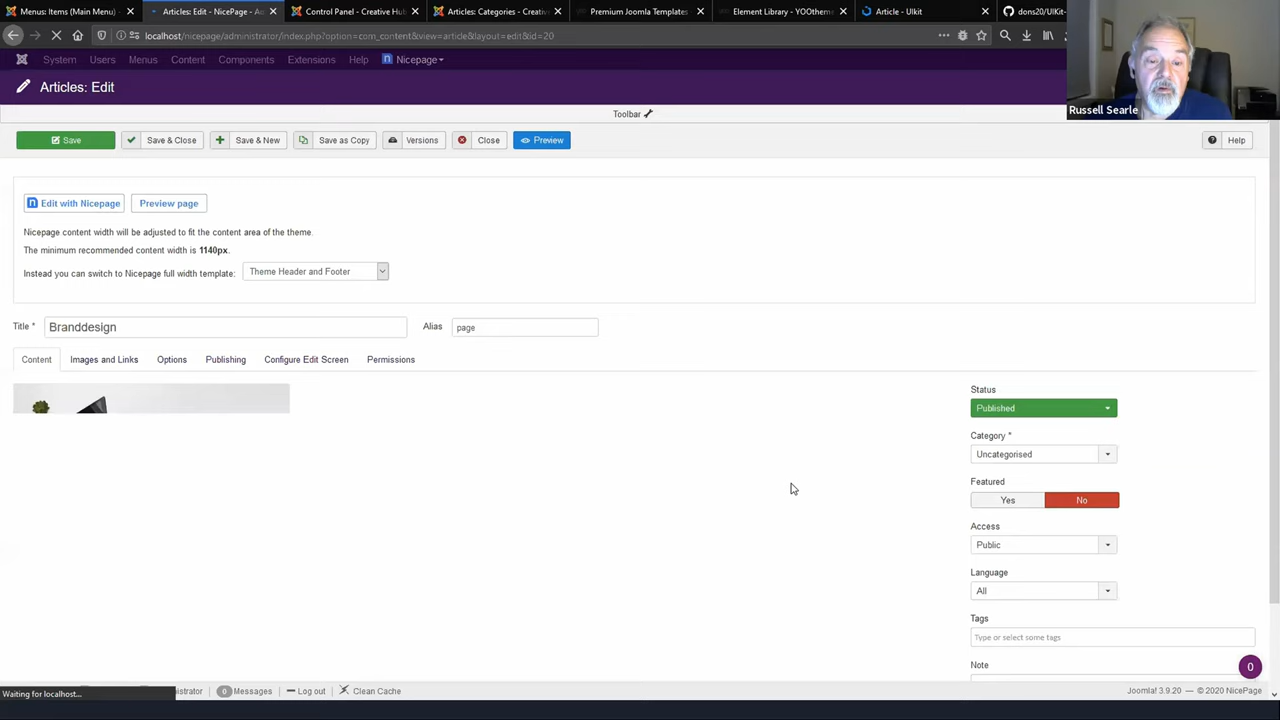 Menus: Items (Main Menu) -
Articles: Edit - NicePage - A
Control Panel - Creative Hub
Articles: Categories - Creativ
Premium Joomla Templates
Element Library - YOOthem
Article - UIkit
dons20/UIKit-
localhost/nicepage/administrator/index.php?option=com_content&view=article&layout=edit&id=20
System Users Menus Content Components Extensions Help Nicepage
Articles: Edit
Russell Searle
Toolbar
Save
Save & Close
Save & New
Save as Copy
Versions
Close
Preview
Help
Edit with Nicepage
Preview page
Nicepage content width will be adjusted to fit the content area of the theme.
The minimum recommended content width is 1140px.
Instead you can switch to Nicepage full width template: Theme Header and Footer
Title * Branddesign Alias page
Content Images and Links Options Publishing Configure Edit Screen Permissions
Status
Published
Category *
Uncategorised
Featured
Yes No
Access
Public
Language
All
Tags
Type or select some tags
Note
0
Waiting for localhost... ministrator 0 Messages Log out Clean Cache Joomla! 3.9.20 — © 2020 NicePage